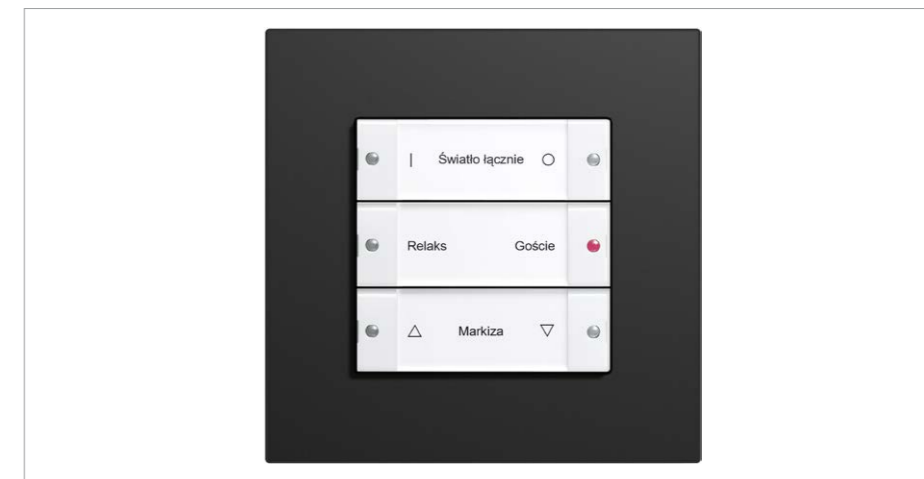 | Światło łącznie ○
Relaks Goście
△ Markiza ▽